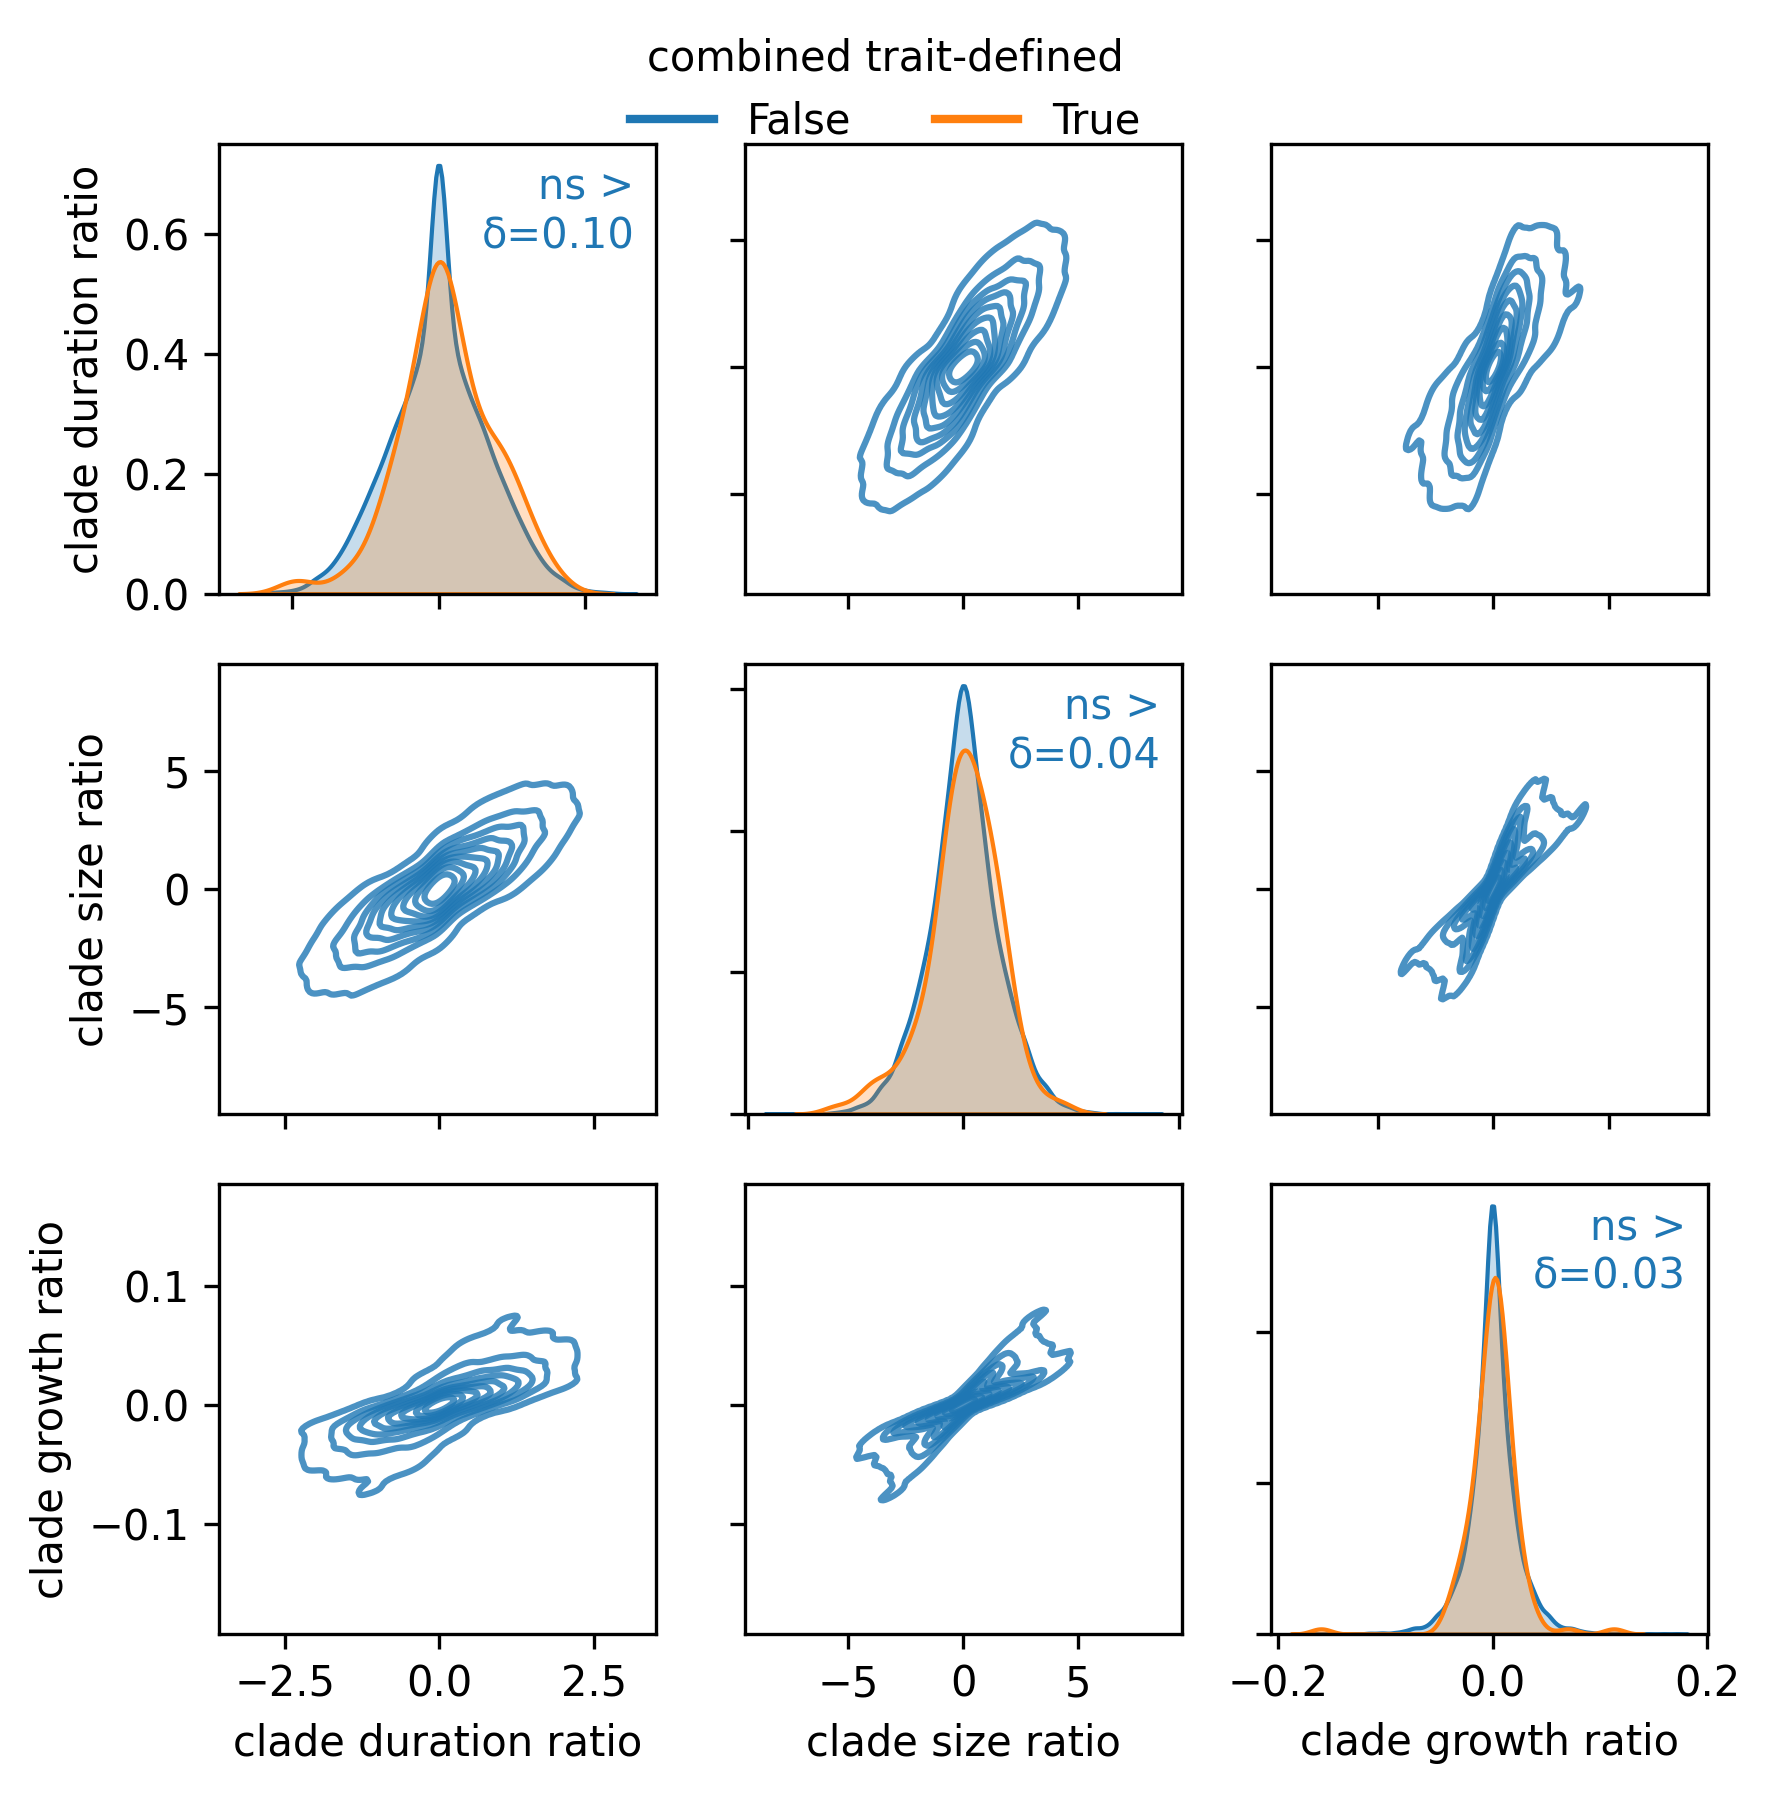 combined trait-defined
False True
clade duration ratio
0.6
0.4
0.2
0.0
ns >
δ=0.10
clade size ratio
5
0
−5
ns >
δ=0.04
clade growth ratio
0.1
0.0
−0.1
ns >
δ=0.03
−2.5 0.0 2.5
−5 0 5
−0.2 0.0 0.2
clade duration ratio
clade size ratio
clade growth ratio